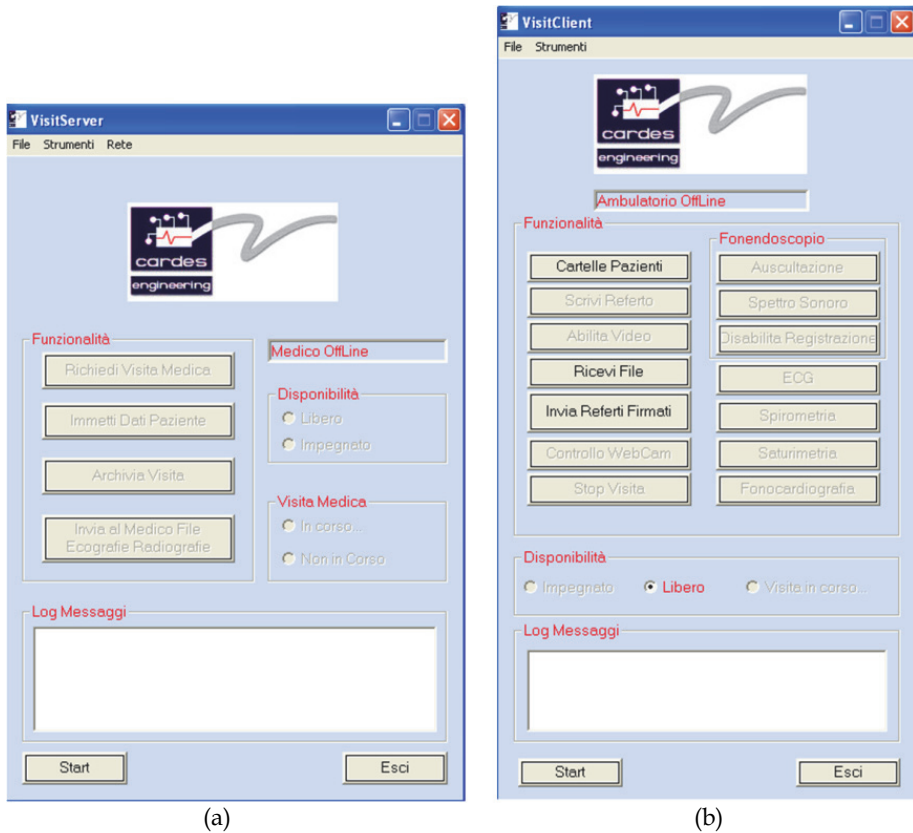 VisitServer
File Strumenti Rete
cardes
engineering
Funzionalità
Richiedi Visita Medica
Immetti Dati Paziente
Archivia Visita
Invia al Medico File
Ecografie Radiografie
Medico OffLine
Disponibilità
Libero
Impegnato
Visita Medica
In corso...
Non in Corso
Log Messaggi
Start
Esci
(a)
VisitClient
File Strumenti
cardes
engineering
Ambulatorio OffLine
Funzionalità
Cartelle Pazienti
Scrivi Referto
Abilita Video
Ricevi File
Invia Referti Firmati
Controllo WebCam
Stop Visita
Fonendoscopio
Auscultazione
Spettro Sonoro
Disabilita Registrazione
ECG
Spirometria
Saturimetria
Fonocardiografia
Disponibilità
Impegnato Libero Visita in corso...
Log Messaggi
Start
Esci
(b)